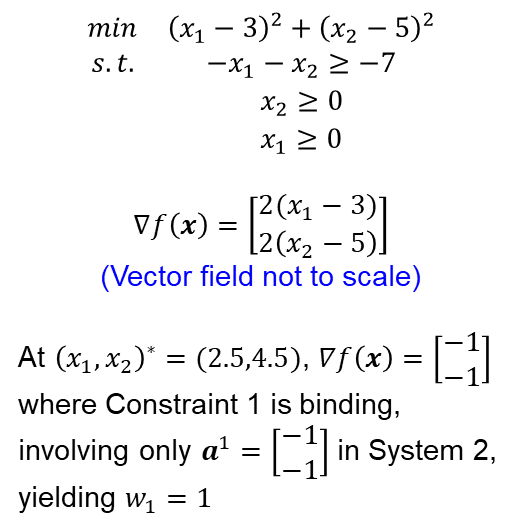 min (x₁ − 3)² + (x₂ − 5)²
s.t. −x₁ − x₂ ≥ −7
x₂ ≥ 0
x₁ ≥ 0
∇f(x) = [2(x₁ − 3)
2(x₂ − 5)]
(Vector field not to scale)
At (x₁, x₂)* = (2.5,4.5), ∇f(x) = [−1
−1]
where Constraint 1 is binding,
involving only a¹ = [−1
−1] in System 2,
yielding w₁ = 1